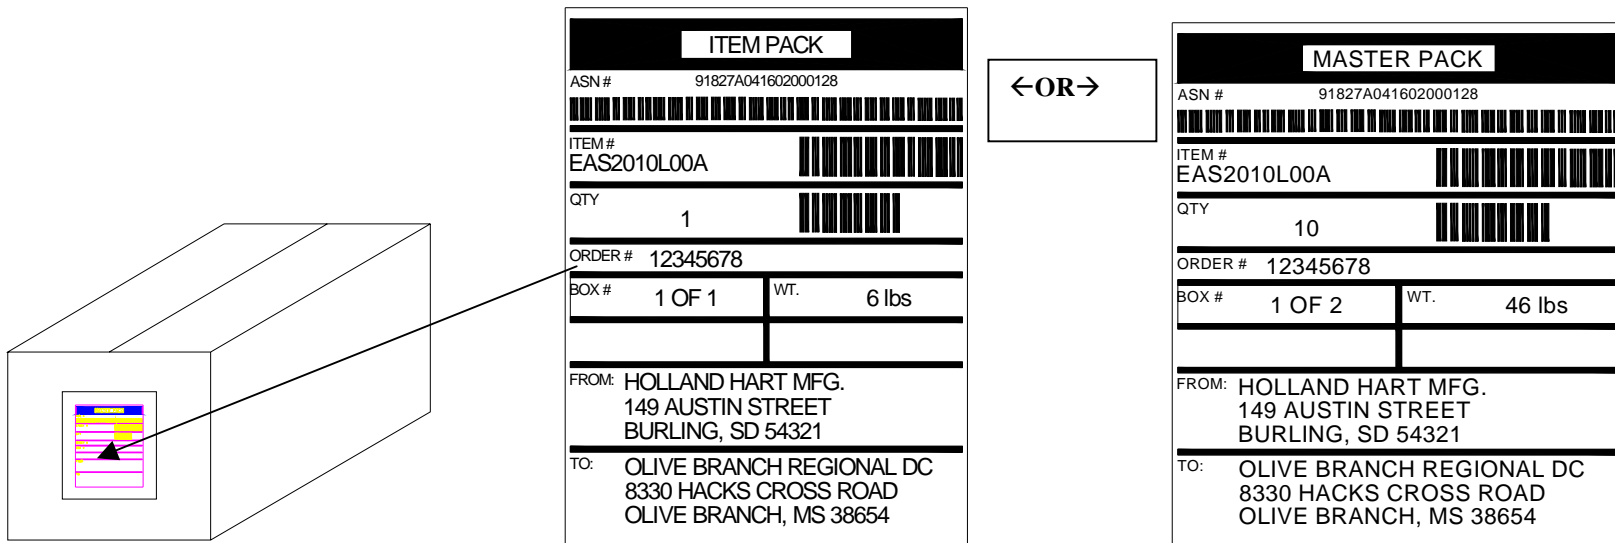 ITEM PACK
ASN # 91827A041602000128
ITEM #
EAS2010L00A
QTY
1
ORDER # 12345678
BOX # 1 OF 1 WT. 6 lbs
FROM: HOLLAND HART MFG.
149 AUSTIN STREET
BURLING, SD 54321
TO: OLIVE BRANCH REGIONAL DC
8330 HACKS CROSS ROAD
OLIVE BRANCH, MS 38654
←OR→
MASTER PACK
ASN # 91827A041602000128
ITEM #
EAS2010L00A
QTY
10
ORDER # 12345678
BOX # 1 OF 2 WT. 46 lbs
FROM: HOLLAND HART MFG.
149 AUSTIN STREET
BURLING, SD 54321
TO: OLIVE BRANCH REGIONAL DC
8330 HACKS CROSS ROAD
OLIVE BRANCH, MS 38654